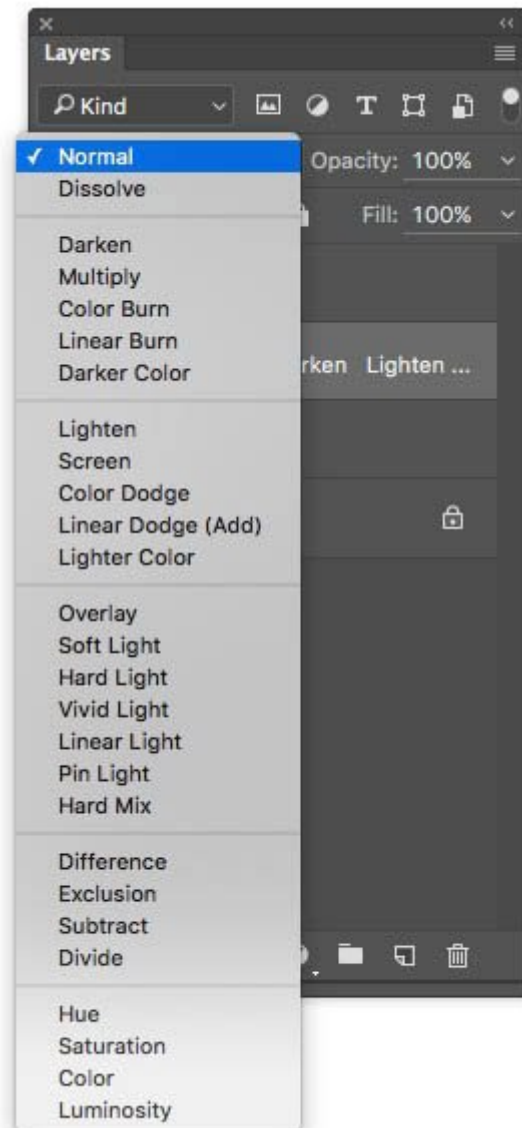 Layers
Kind
Normal Opacity: 100%
Dissolve
Fill: 100%
Darken
Multiply
Color Burn
Linear Burn
Darker Color
rken Lighten ...
Lighten
Screen
Color Dodge
Linear Dodge (Add)
Lighter Color
Overlay
Soft Light
Hard Light
Vivid Light
Linear Light
Pin Light
Hard Mix
Difference
Exclusion
Subtract
Divide
Hue
Saturation
Color
Luminosity